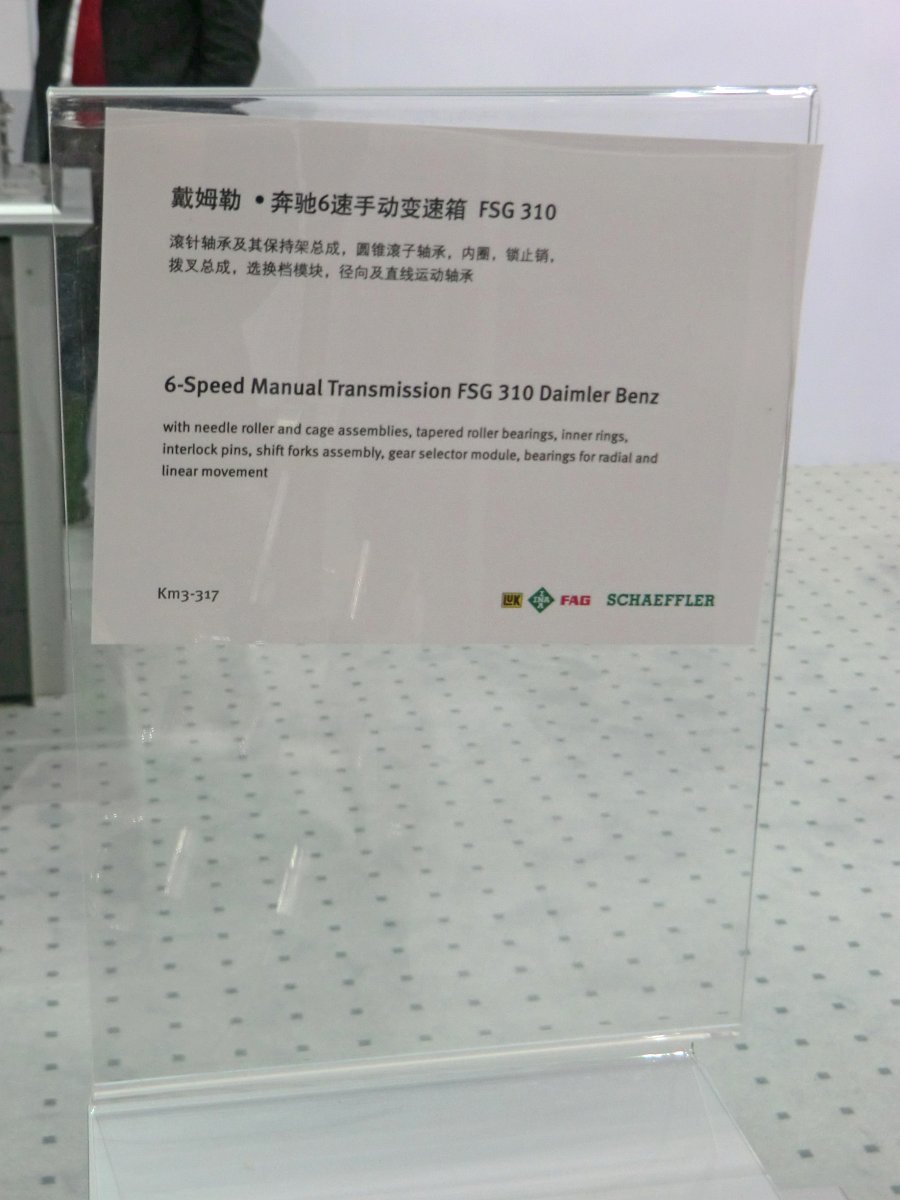 戴姆勒 •奔驰6速手动变速箱 FSG 310
滚针轴承及其保持架总成，圆锥滚子轴承，内圈，锁止销，
拨叉总成，选换档模块，径向及直线运动轴承
6-Speed Manual Transmission FSG 310 Daimler Benz
with needle roller and cage assemblies, tapered roller bearings, inner rings,
interlock pins, shift forks assembly, gear selector module, bearings for radial and
linear movement
Km3-317
LUK INA FAG SCHAEFFLER